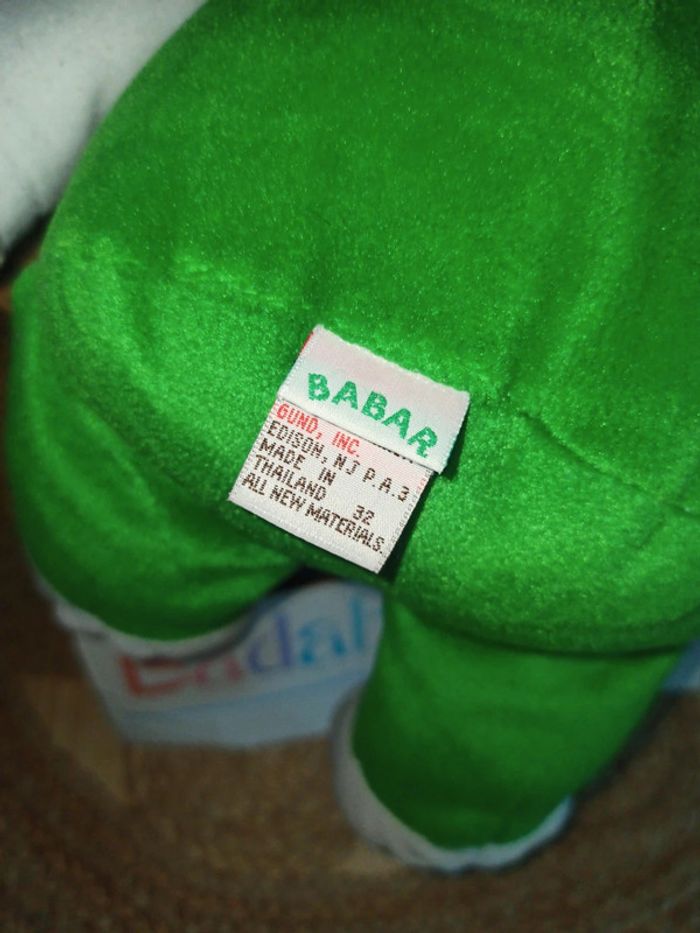 BABAR
GUND, INC.
EDISON, NJ P.A.3
MADE IN
THAILAND 32
ALL NEW MATERIALS.